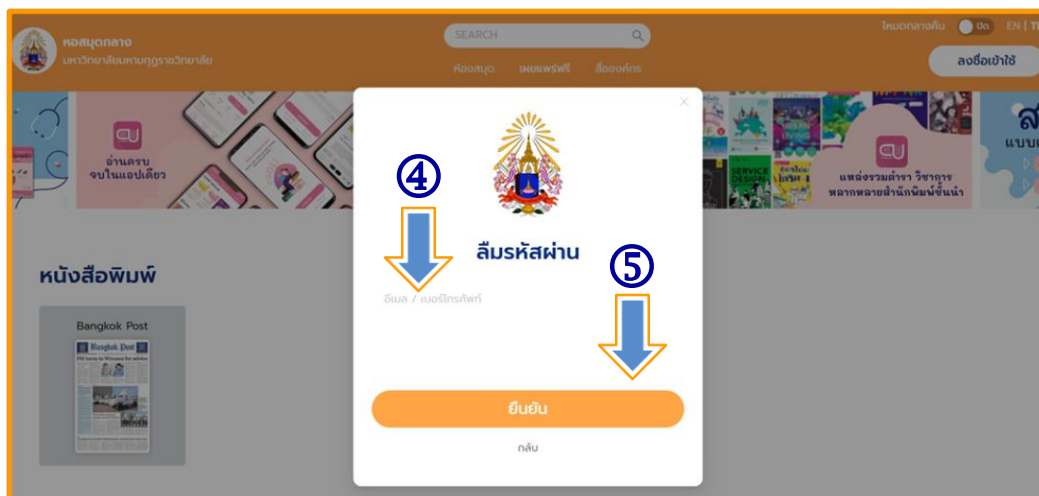 หอสมุดกลาง
มหาวิทยาลัยมหามกุฏราชวิทยาลัย
SEARCH
ห้องสมุด เผยแพร่ฟรี สื่อองค์กร
โหมดกลางคืน ปิด EN |
ลงชื่อเข้าใช้
อ่านครบ
จบในแอปเดียว
SERVICE
DESIGN
แหล่งรวมตำรา วิชาการ
หลากหลายสำนักพิมพ์ชั้นนำ
④
ลืมรหัสผ่าน
⑤
อีเมล / เบอร์โทรศัพท์
หนังสือพิมพ์
Bangkok Post
Bangkok Post
ยืนยัน
กลับ